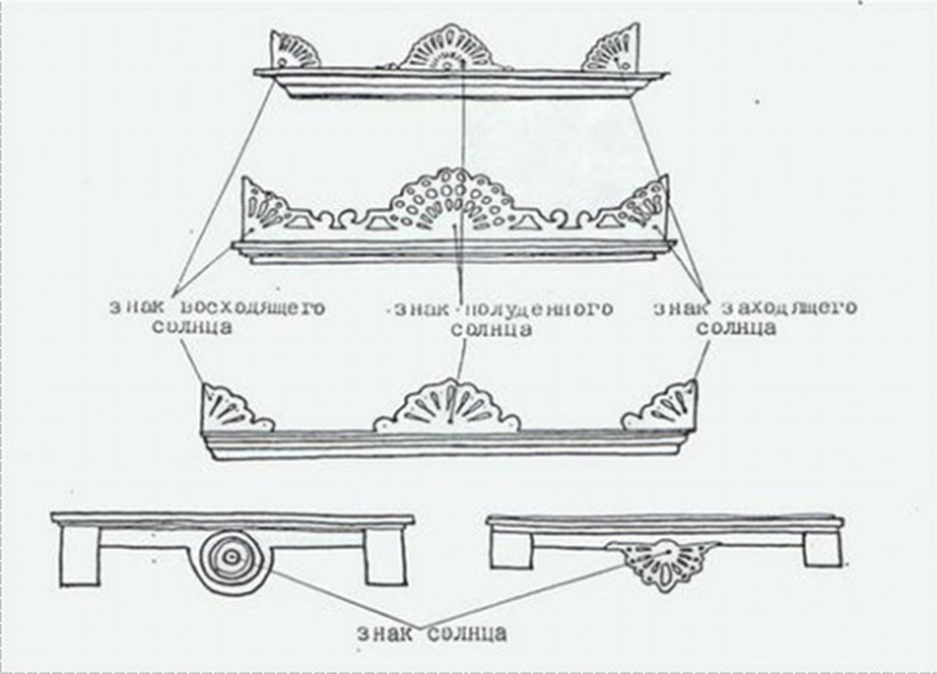 знак восходящего
солнца
знак полуденного
солнца
знак заходящего
солнца
знак солнца